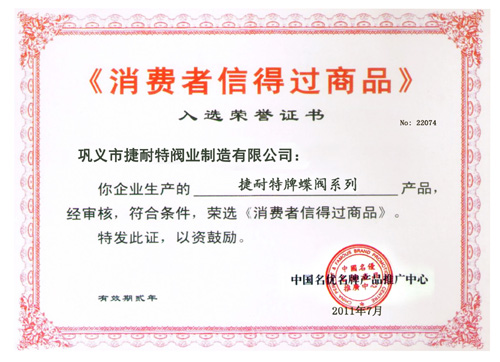 《消费者信得过商品》
入选荣誉证书
No: 22074
巩义市捷耐特阀业制造有限公司：
你企业生产的 捷耐特牌蝶阀系列 产品，
经审核，符合条件，荣选《消费者信得过商品》。
特发此证，以资鼓励。
中国名优名牌产品推广中心
有效期贰年
2011年7月